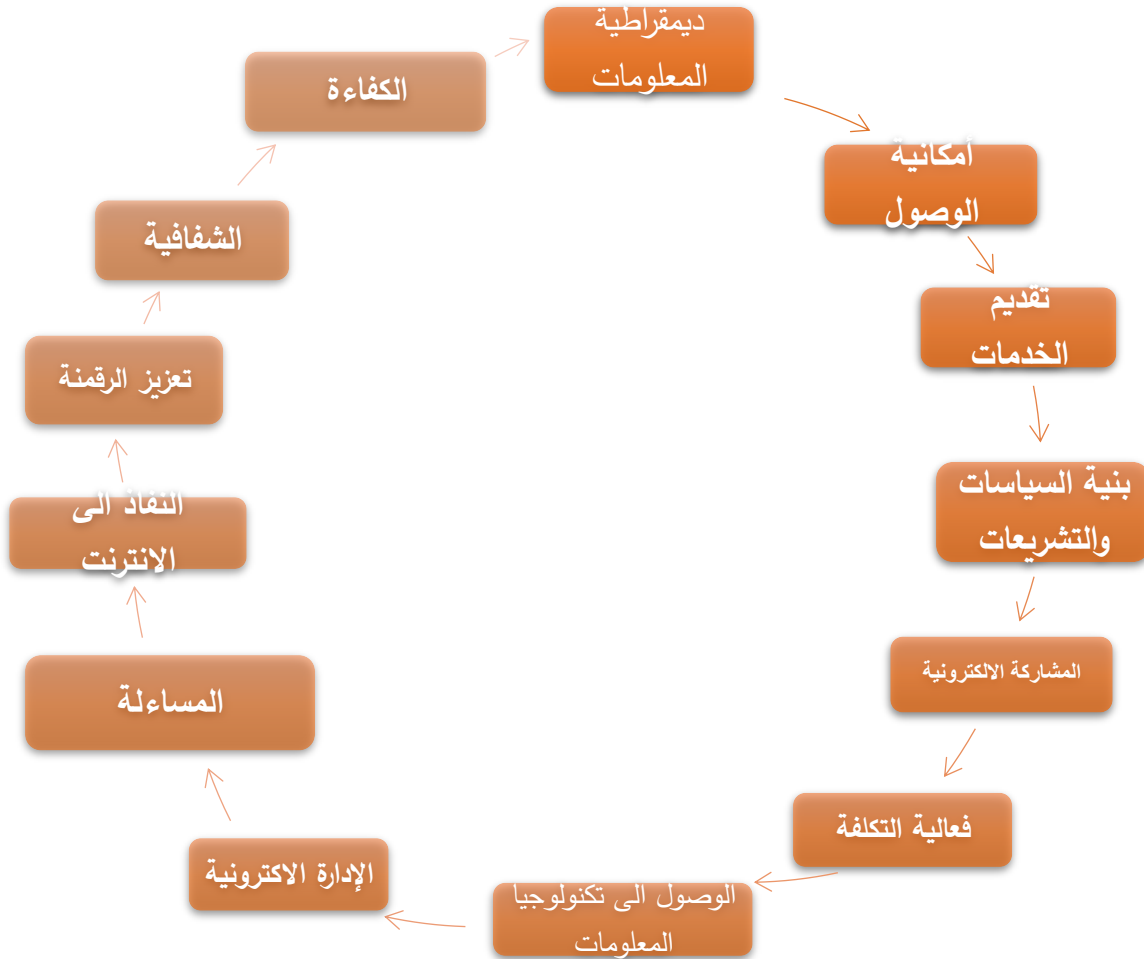 ديمقراطية
المعلومات
أمكانية
الوصول
تقديم
الخدمات
بنية السياسات
والتشريعات
المشاركة الالكترونية
فعالية التكلفة
الوصول الى تكنولوجيا
المعلومات
الإدارة الاكترونية
المساءلة
النفاذ الى
الانترنت
تعزيز الرقمنة
الشفافية
الكفاءة